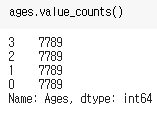 ages.value_counts()
3    7789
2    7789
1    7789
0    7789
Name: Ages, dtype: int64